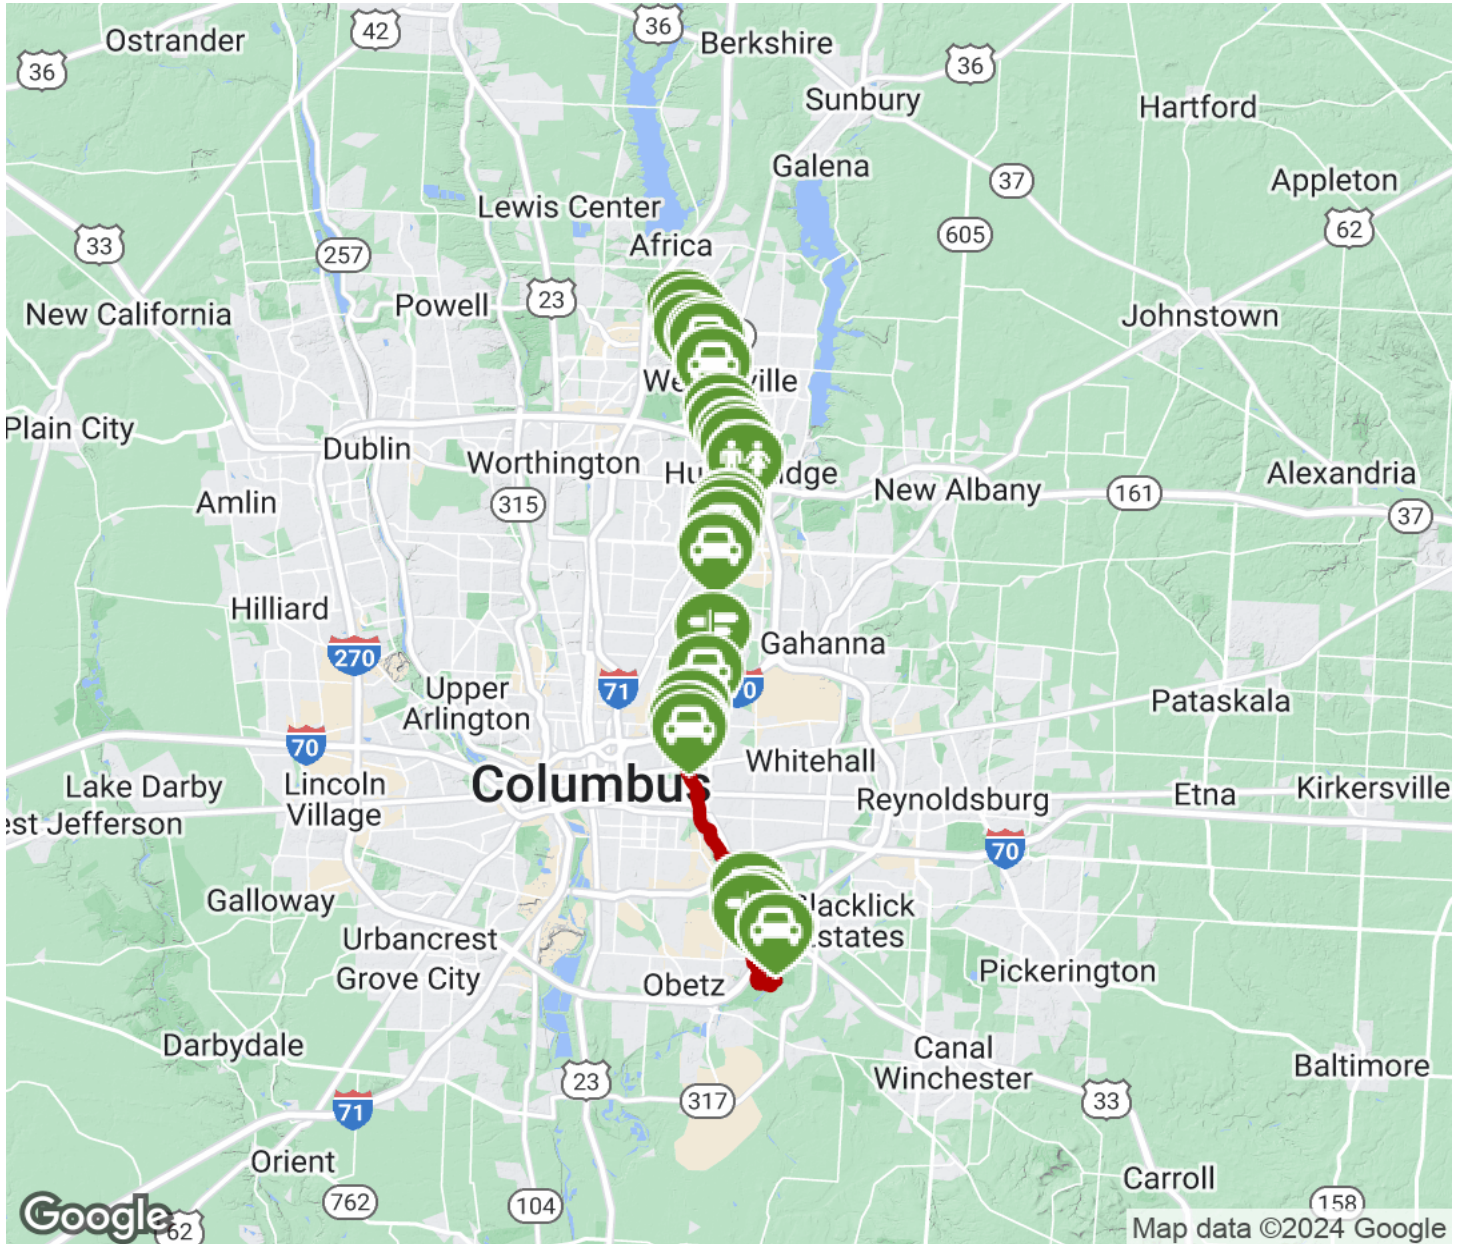 Ostrander
42
36
Berkshire
36
36
Sunbury
Hartford
Galena
37
Appleton
Lewis Center
62
33
Africa
605
257
23
Powell
New California
Johnstown
Plain City
Dublin
Worthington
New Albany
161
Alexandria
37
Amlin
315
Hilliard
270
Gahanna
71
Upper
Arlington
Pataskala
70
Whitehall
Columbus
Lake Darby
Lincoln
Village
Reynoldsburg
Etna
Kirkersville
est Jefferson
70
Galloway
Urbancrest
Grove City
Obetz
Pickerington
Darbydale
Canal
Winchester
Baltimore
23
71
317
33
Orient
Carroll
762
104
158
Google
62
Map data ©2024 Google